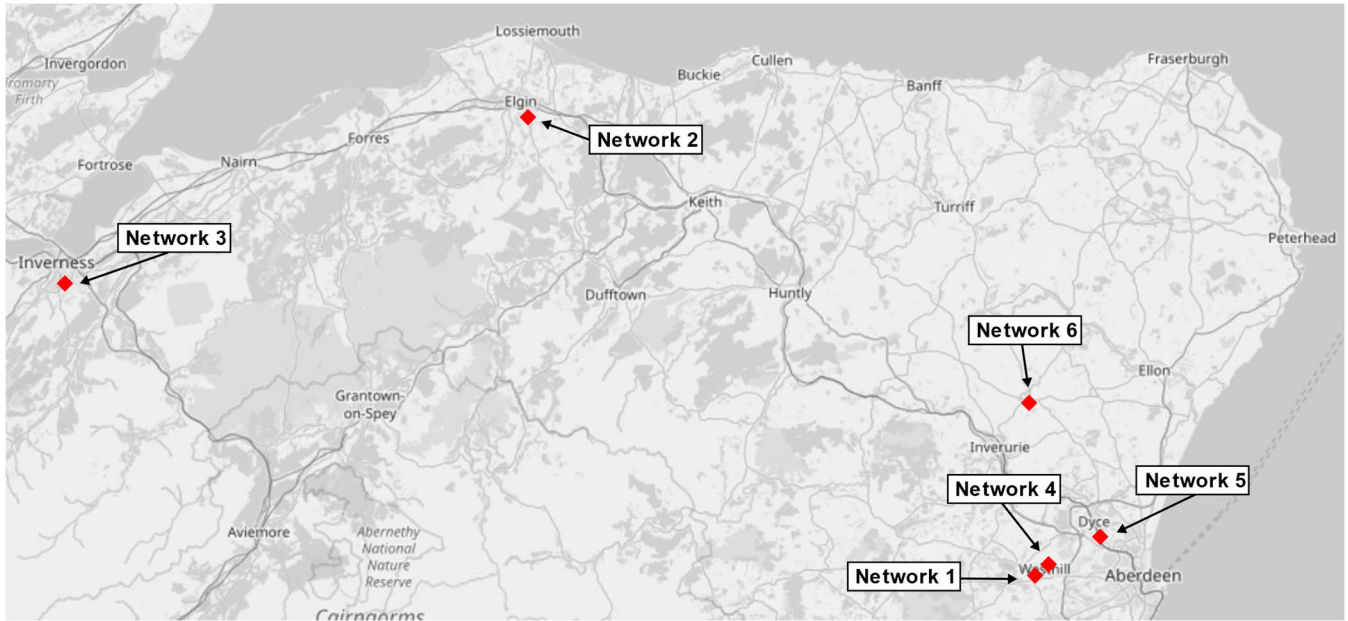 Lossiemouth
Invergordon
Cullen
Fraserburgh
Buckie
Firth
Banff
Elgin
Network 2
Forres
Nairn
Fortrose
Keith
Turriff
Network 3
Peterhead
Inverness
Dufftown
Huntly
Network 6
Ellon
Grantown-
on-Spey
Inverurie
Network 4
Network 5
Aviemore
Abernethy
National
Nature
Reserve
Dyce
Network 1
Aberdeen
Cairngorms